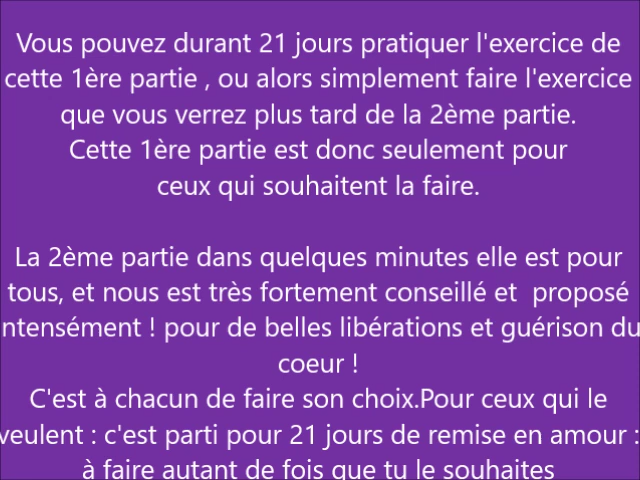 Vous pouvez durant 21 jours pratiquer l'exercice de
cette 1ère partie , ou alors simplement faire l'exercice
que vous verrez plus tard de la 2ème partie.
Cette 1ère partie est donc seulement pour
ceux qui souhaitent la faire.
La 2ème partie dans quelques minutes elle est pour
tous, et nous est très fortement conseillé et  proposé
ntensément ! pour de belles libérations et guérison du
coeur !
C'est à chacun de faire son choix.Pour ceux qui le
veulent : c'est parti pour 21 jours de remise en amour :
à faire autant de fois que tu le souhaites